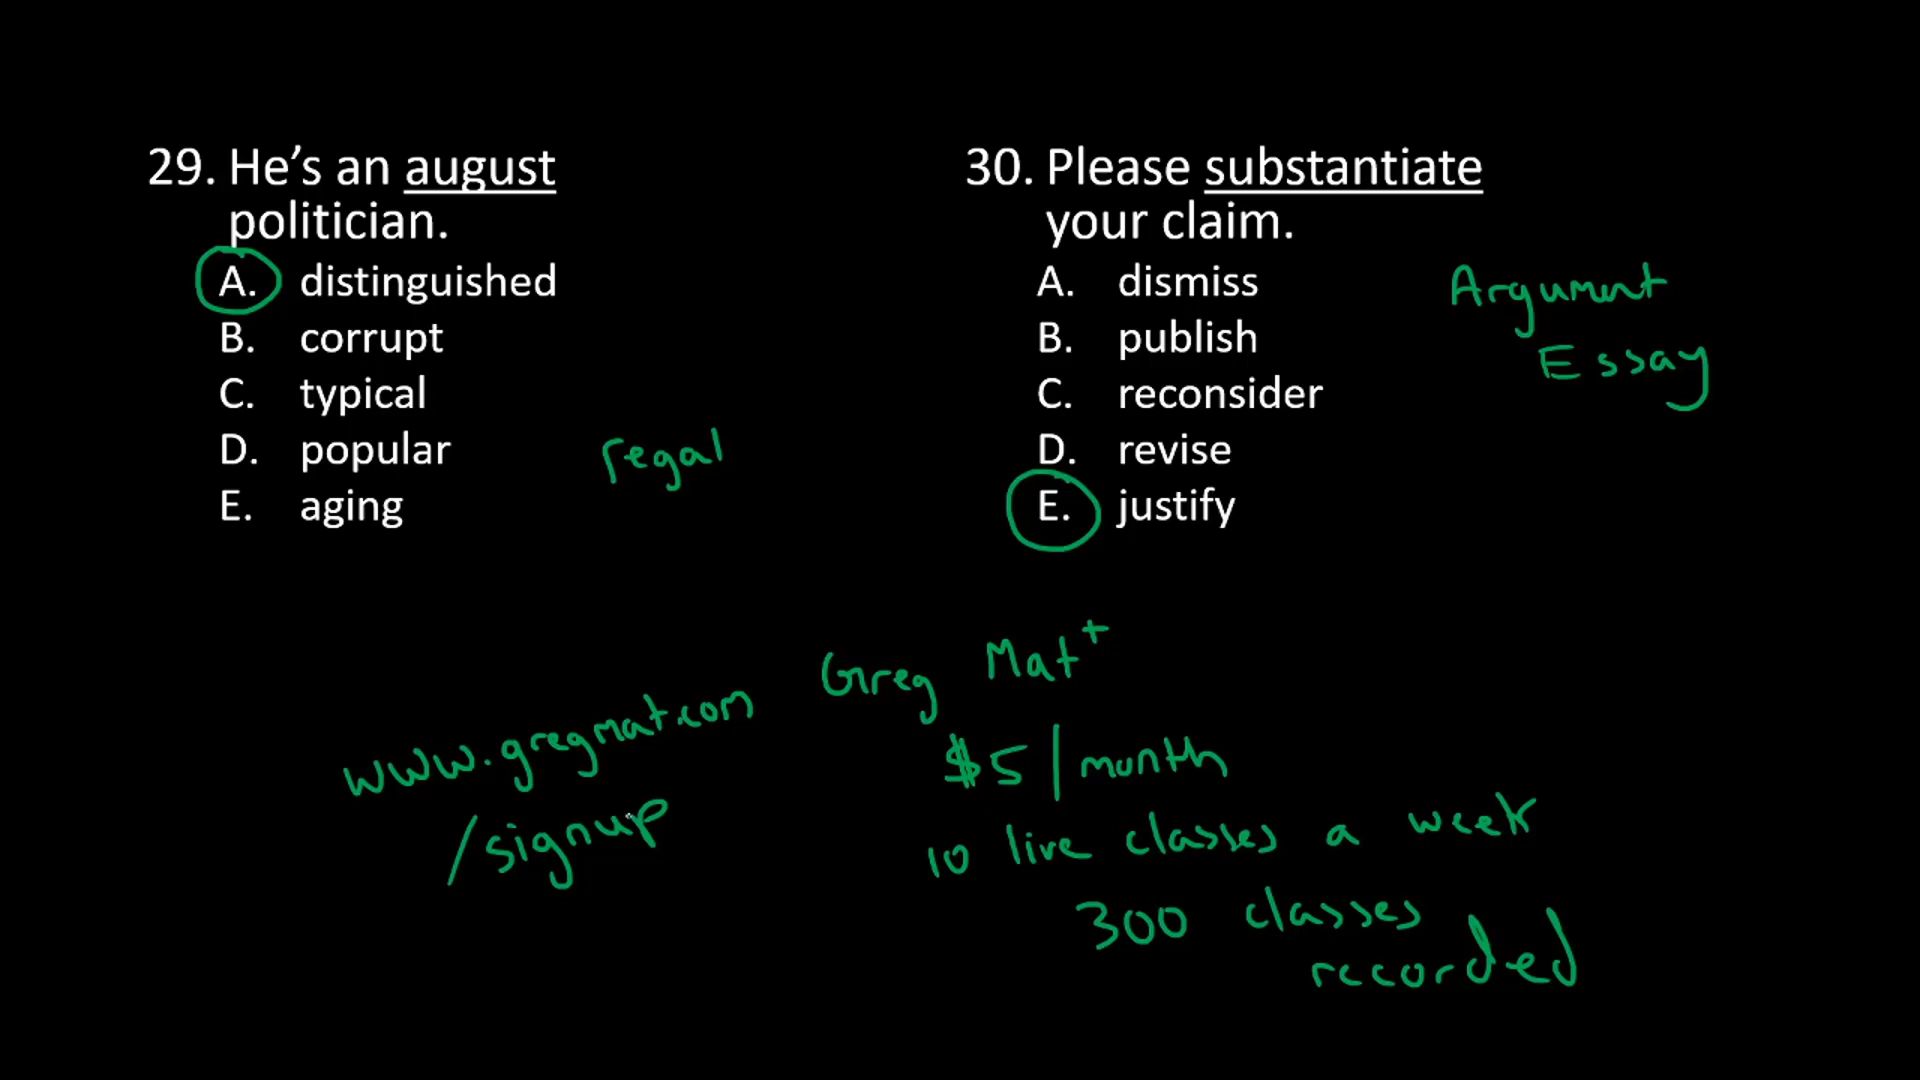 29. He's an august
politician.
A. distinguished
B. corrupt
C. typical
D. popular
E. aging
regal
30. Please substantiate
your claim.
A. dismiss
B. publish
C. reconsider
D. revise
E. justify
Argument
Essay
Greg Mat+
www.gregmat.com
/signup
$5/month
10 live classes a week
300 classes
recorded